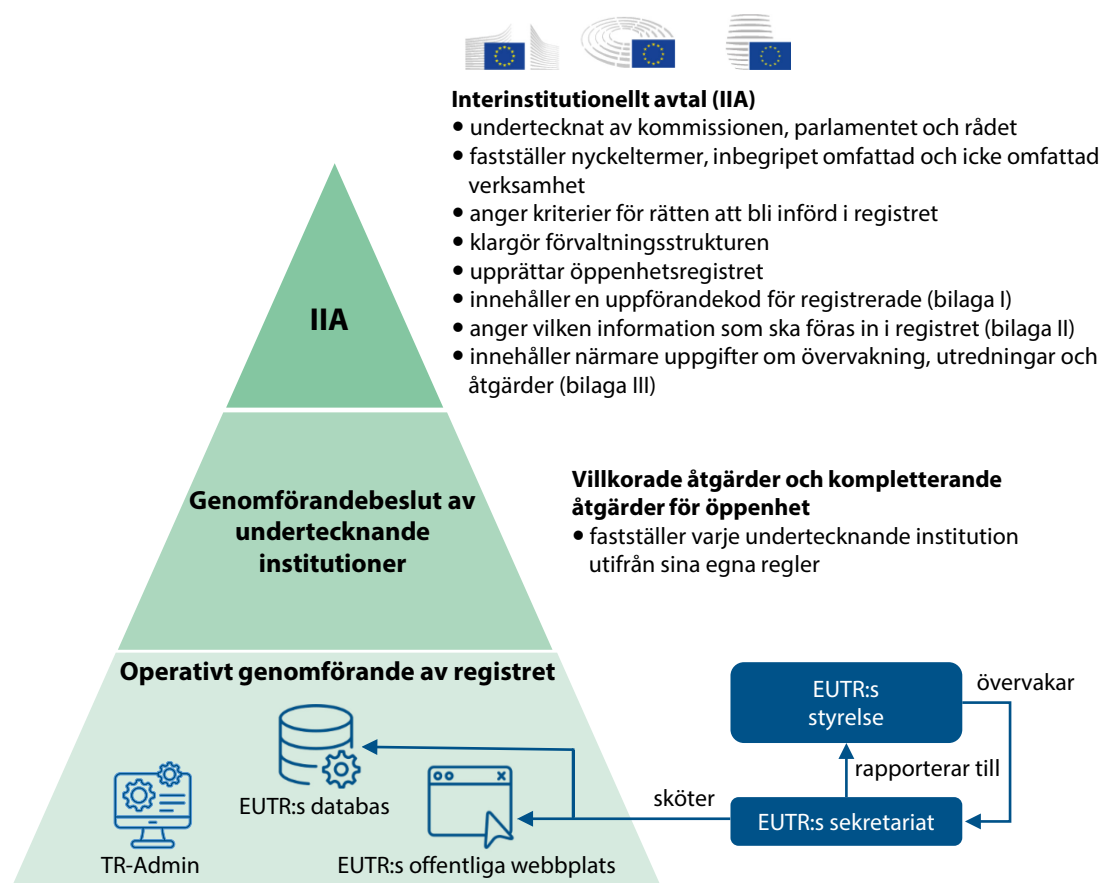 Interinstitutionellt avtal (IIA)
• undertecknat av kommissionen, parlamentet och rådet
• fastställer nyckeltermer, inbegripet omfattad och icke omfattad
verksamhet
• anger kriterier för rätten att bli införd i registret
• klargör förvaltningsstrukturen
• upprättar öppenhetsregistret
• innehåller en uppförandekod för registrerade (bilaga I)
• anger vilken information som ska föras in i registret (bilaga II)
• innehåller närmare uppgifter om övervakning, utredningar och
åtgärder (bilaga III)
IIA
Genomförandebeslut av
undertecknande
institutioner
Villkorade åtgärder och kompletterande
åtgärder för öppenhet
• fastställer varje undertecknande institution
utifrån sina egna regler
Operativt genomförande av registret
EUTR:s databas
TR-Admin
EUTR:s offentliga webbplats
sköter
EUTR:s
styrelse
övervakar
rapporterar till
EUTR:s sekretariat